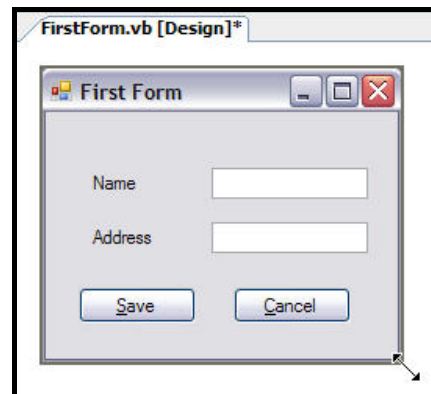 FirstForm.vb [Design]*
First Form
Name
Address
Save Cancel